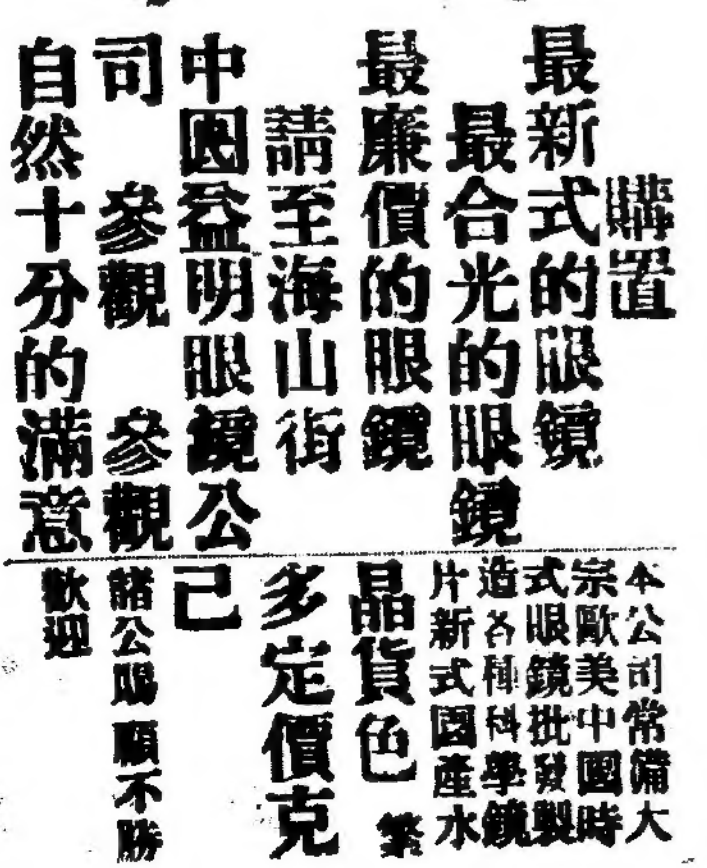 購置
最新式的眼鏡
最合光的眼鏡
最廉價的眼鏡
請至海山街
中國益明眼鏡公
司 參觀 參觀
自然十分的滿意
本公司常備大
宗歐美中國時
式眼鏡批發製
造各種科學鏡
片新式國產水
晶貨色 繁
多定價克
己
諸公賜顧不勝
歡迎